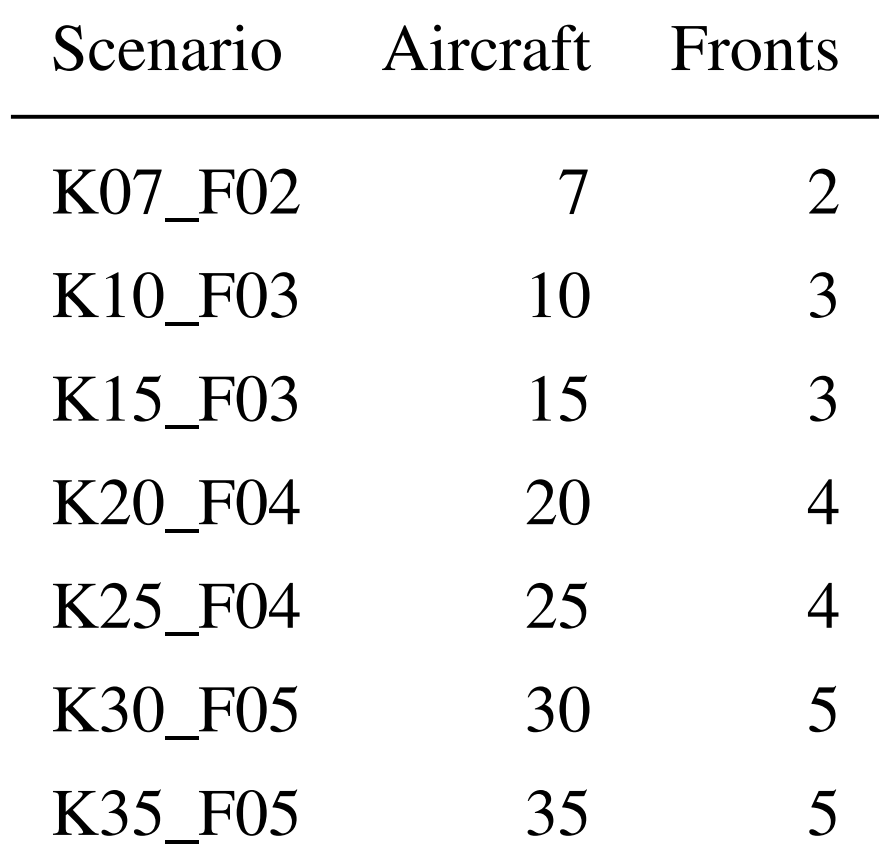 Scenario Aircraft Fronts
K07_F02 7 2
K10_F03 10 3
K15_F03 15 3
K20_F04 20 4
K25_F04 25 4
K30_F05 30 5
K35_F05 35 5